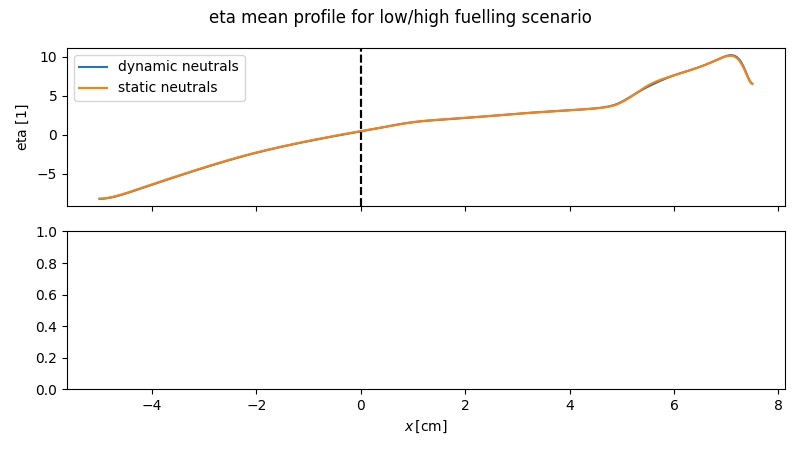 eta mean profile for low/high fuelling scenario
dynamic neutrals
static neutrals
eta [1]
10
5
0
−5
1.0
0.8
0.6
0.4
0.2
0.0
−4 −2 0 2 4 6 8
x [cm]